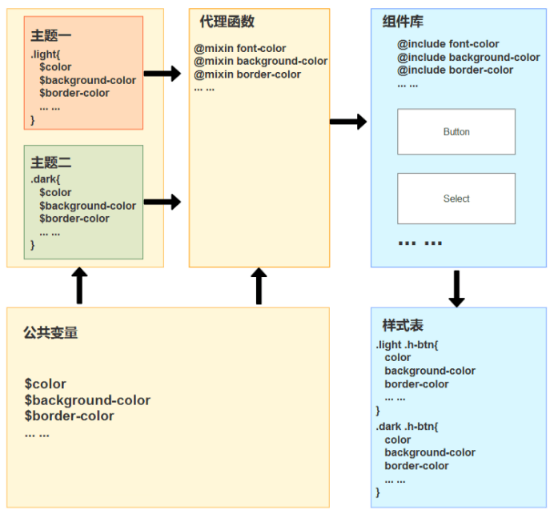 主题一
.light{
$color
$background-color
$border-color
... ...
}
主题二
.dark{
$color
$background-color
$border-color
... ...
}
代理函数
@mixin font-color
@mixin background-color
@mixin border-color
... ...
组件库
@include font-color
@include background-color
@include border-color
... ...
Button
Select
... ...
公共变量
$color
$background-color
$border-color
... ...
样式表
.light .h-btn{
color
background-color
border-color
... ...
}
.dark .h-btn{
color
background-color
border-color
... ...
}